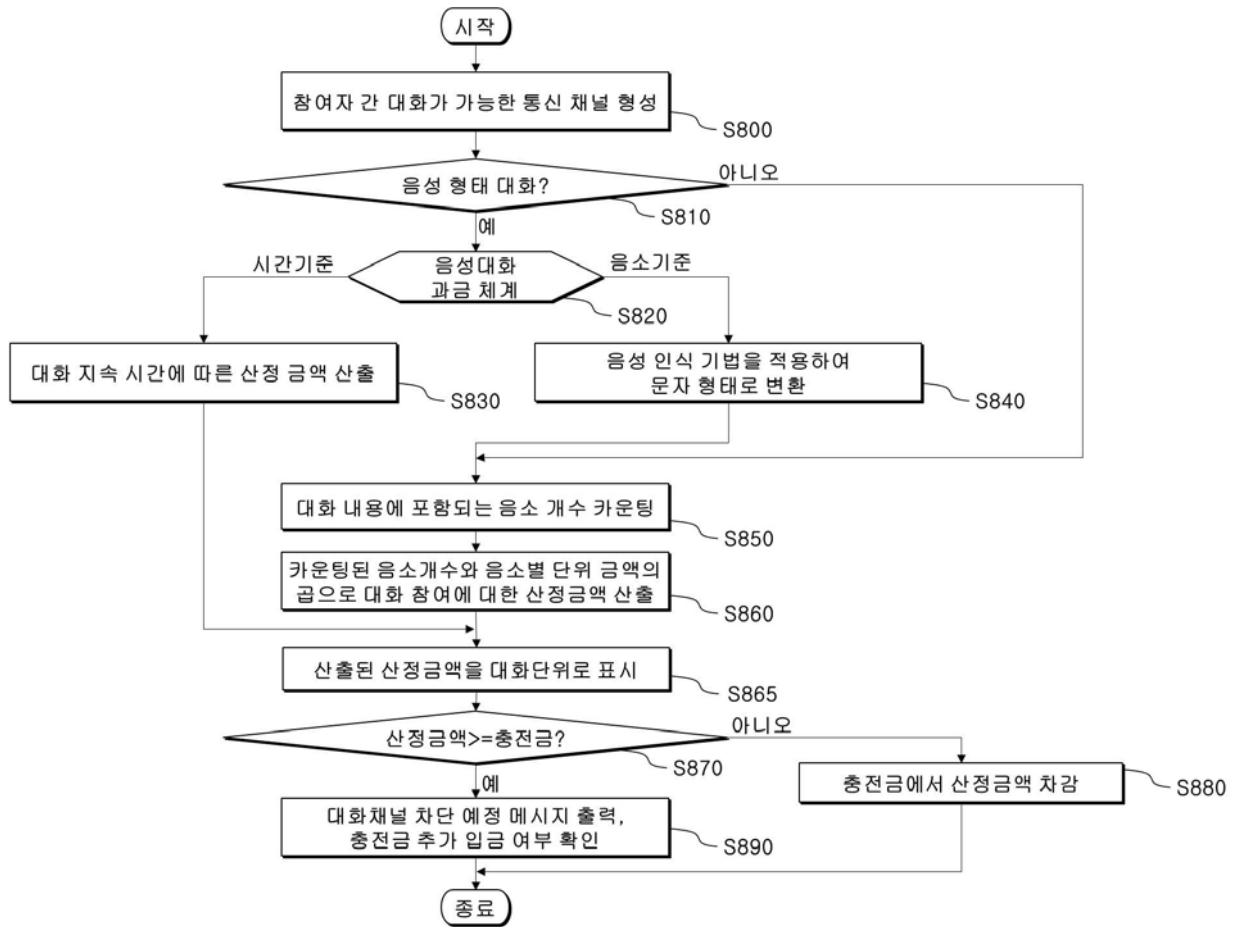 시작
참여자 간 대화가 가능한 통신 채널 형성
S800
음성 형태 대화?
아니오
S810
예
음성대화
과금 체계
시간기준
음소기준
S820
대화 지속 시간에 따른 산정 금액 산출
S830
음성 인식 기법을 적용하여
문자 형태로 변환
S840
대화 내용에 포함되는 음소 개수 카운팅
S850
카운팅된 음소개수와 음소별 단위 금액의
곱으로 대화 참여에 대한 산정금액 산출
S860
산출된 산정금액을 대화단위로 표시
S865
산정금액>=충전금?
아니오
S870
예
충전금에서 산정금액 차감
S880
대화채널 차단 예정 메시지 출력,
충전금 추가 입금 여부 확인
S890
종료